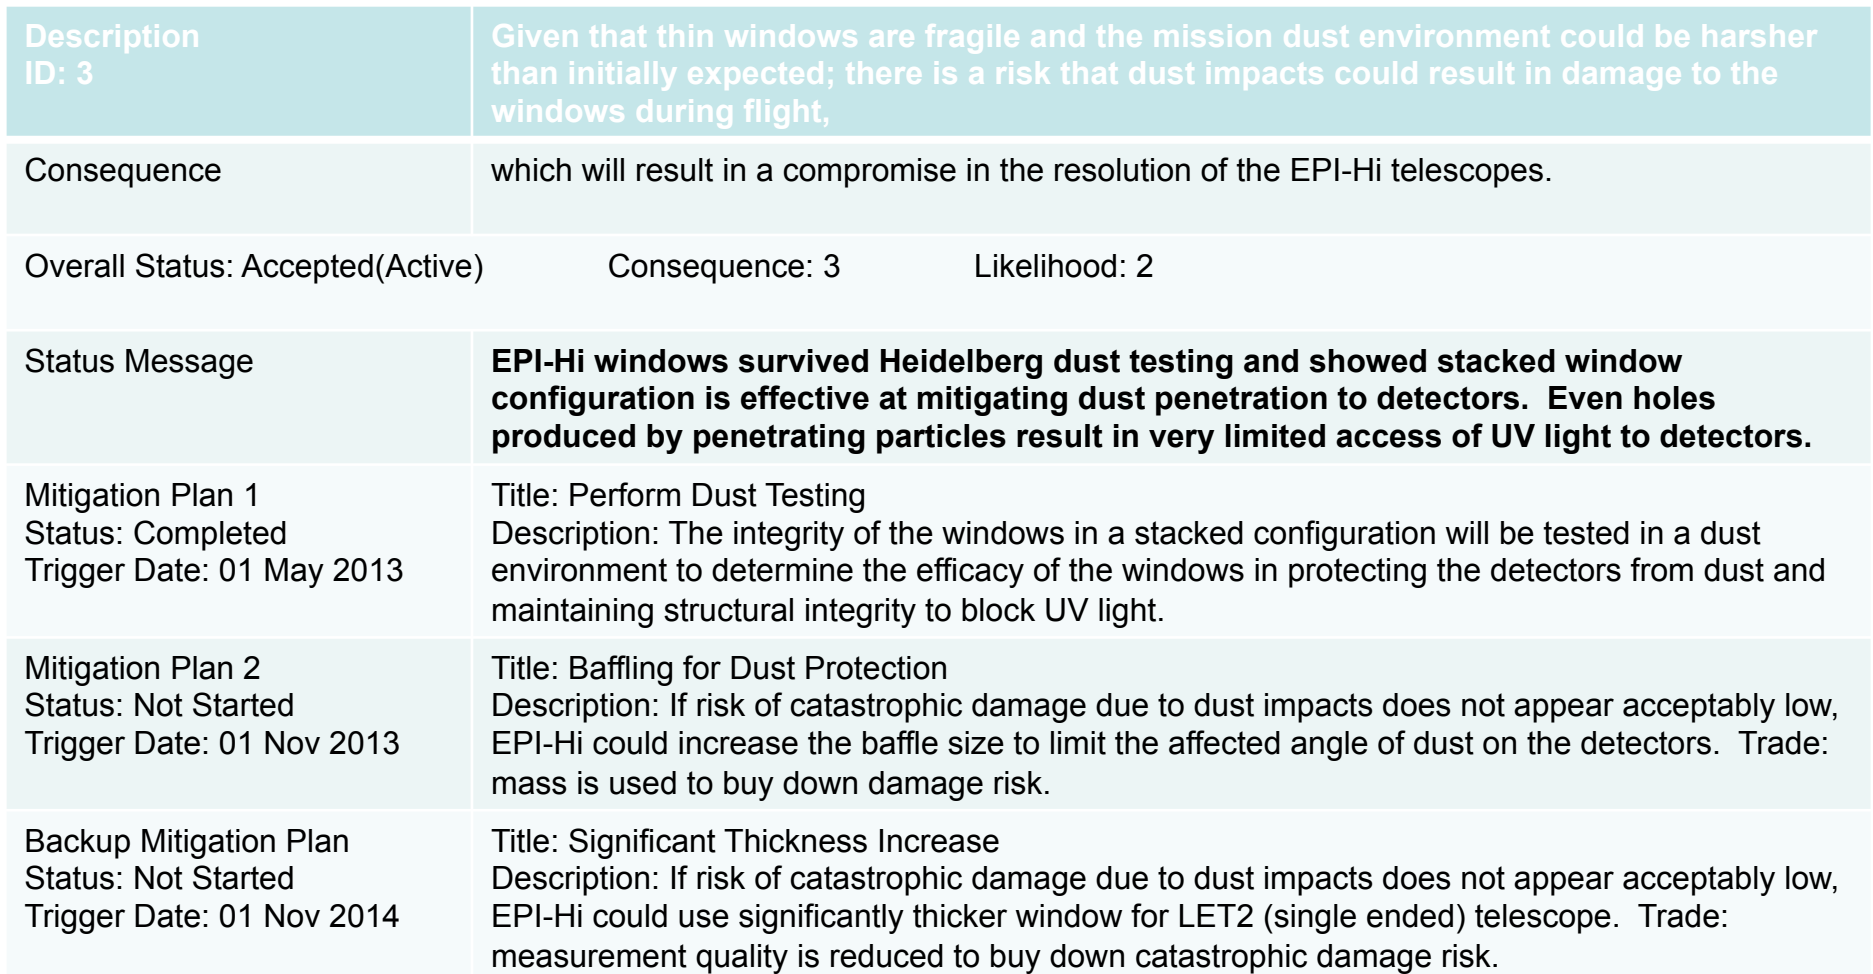 Description
ID: 3
Given that thin windows are fragile and the mission dust environment could be harsher
than initially expected; there is a risk that dust impacts could result in damage to the
windows during flight,
Consequence
which will result in a compromise in the resolution of the EPI-Hi telescopes.
Overall Status: Accepted(Active) Consequence: 3 Likelihood: 2
Status Message
EPI-Hi windows survived Heidelberg dust testing and showed stacked window
configuration is effective at mitigating dust penetration to detectors.  Even holes
produced by penetrating particles result in very limited access of UV light to detectors.
Mitigation Plan 1
Status: Completed
Trigger Date: 01 May 2013
Title: Perform Dust Testing
Description: The integrity of the windows in a stacked configuration will be tested in a dust
environment to determine the efficacy of the windows in protecting the detectors from dust and
maintaining structural integrity to block UV light.
Mitigation Plan 2
Status: Not Started
Trigger Date: 01 Nov 2013
Title: Baffling for Dust Protection
Description: If risk of catastrophic damage due to dust impacts does not appear acceptably low,
EPI-Hi could increase the baffle size to limit the affected angle of dust on the detectors.  Trade:
mass is used to buy down damage risk.
Backup Mitigation Plan
Status: Not Started
Trigger Date: 01 Nov 2014
Title: Significant Thickness Increase
Description: If risk of catastrophic damage due to dust impacts does not appear acceptably low,
EPI-Hi could use significantly thicker window for LET2 (single ended) telescope.  Trade:
measurement quality is reduced to buy down catastrophic damage risk.